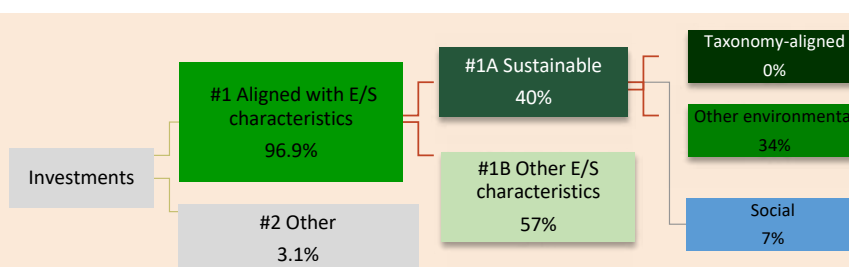 Investments
#1 Aligned with E/S
characteristics
96.9%
#2 Other
3.1%
#1A Sustainable
40%
#1B Other E/S
characteristics
57%
Taxonomy-aligned
0%
Other environmenta
34%
Social
7%